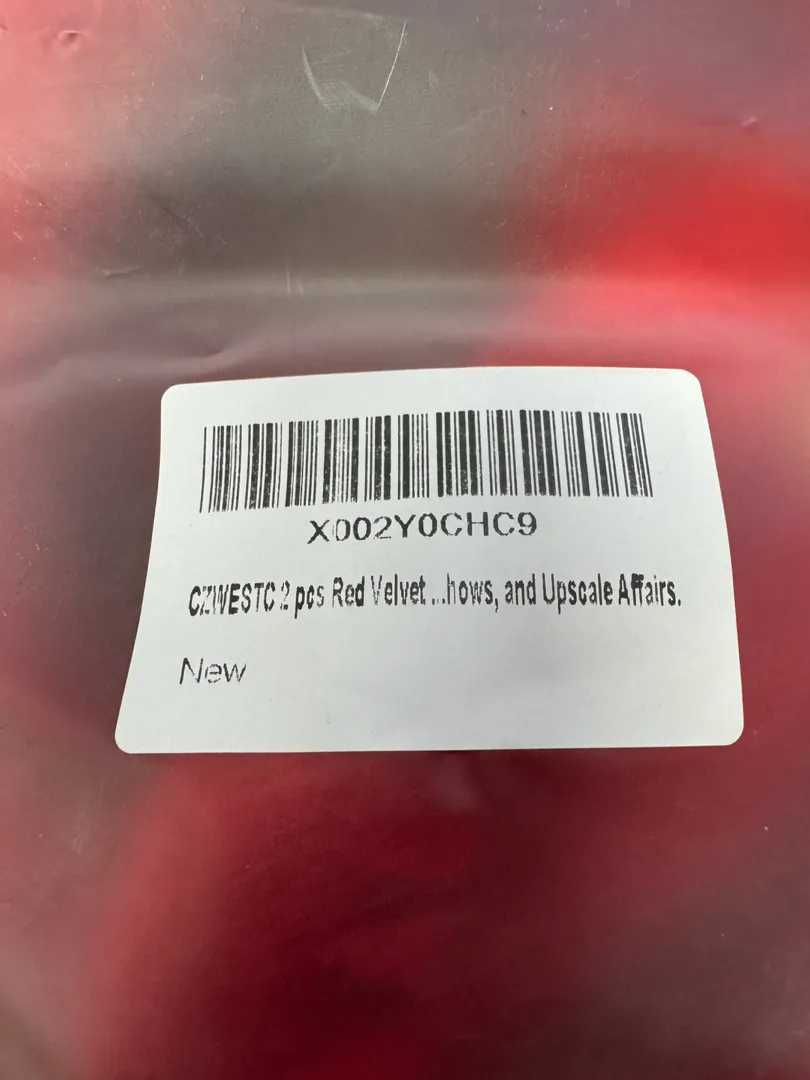 X002Y0CHC9
CZWESTC 2 pcs Red Velvet ...hows, and Upscale Affairs.
New